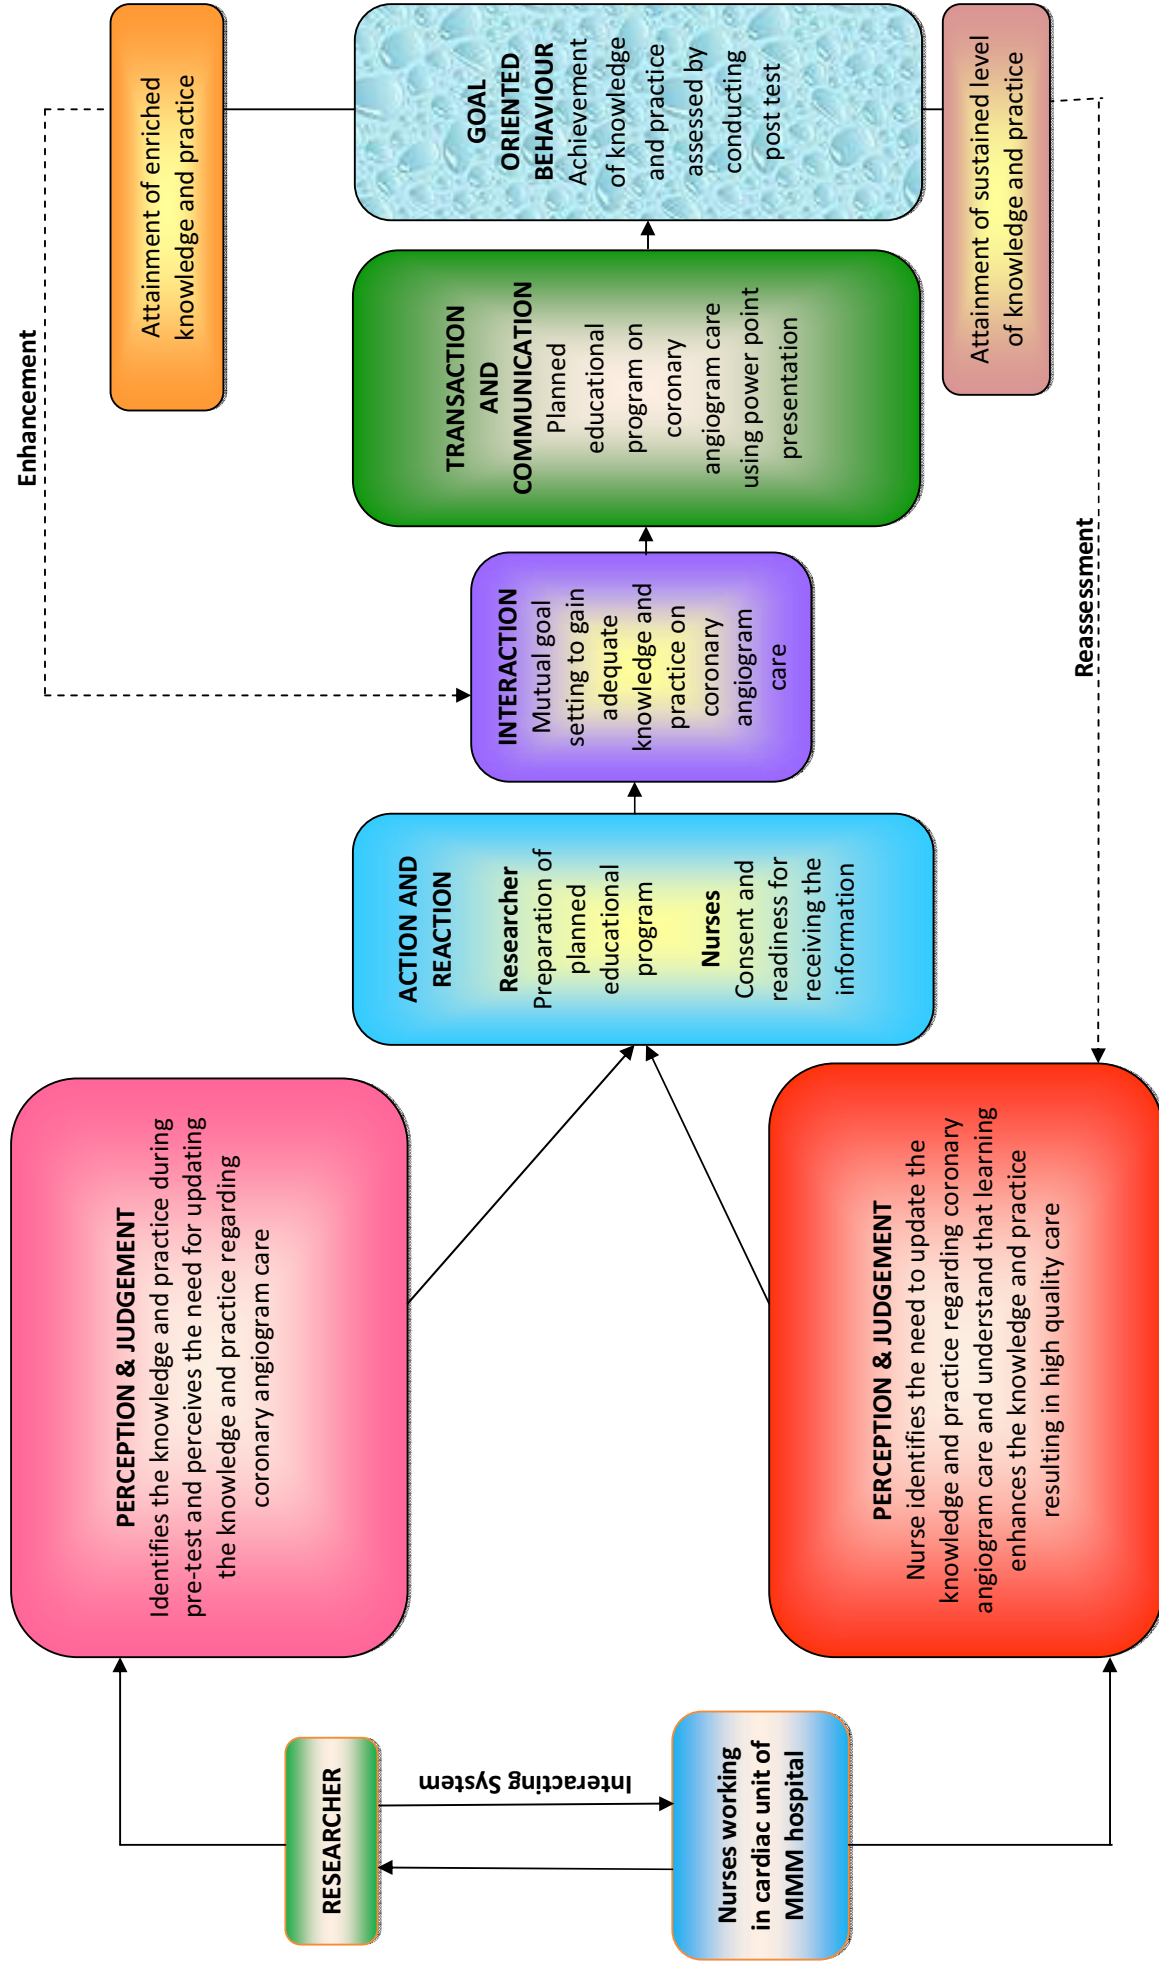 RESEARCHER
Interacting System
Nurses working
in cardiac unit of
MMM hospital
PERCEPTION & JUDGEMENT
Identifies the knowledge and practice during
pre-test and perceives the need for updating
the knowledge and practice regarding
coronary angiogram care
PERCEPTION & JUDGEMENT
Nurse identifies the need to update the
knowledge and practice regarding coronary
angiogram care and understand that learning
enhances the knowledge and practice
resulting in high quality care
ACTION AND
REACTION
Researcher
Preparation of
planned
educational
program
Nurses
Consent and
readiness for
receiving the
information
INTERACTION
Mutual goal
setting to gain
adequate
knowledge and
practice on
coronary
angiogram
care
TRANSACTION
AND
COMMUNICATION
Planned
educational
program on
coronary
angiogram care
using power point
presentation
GOAL
ORIENTED
BEHAVIOUR
Achievement
of knowledge
and practice
assessed by
conducting
post test
Enhancement
Attainment of enriched
knowledge and practice
Attainment of sustained level
of knowledge and practice
Reassessment